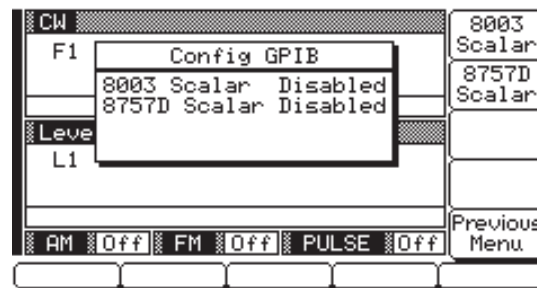 CW
F1
Config GPIB
8003 Scalar Disabled
8757D Scalar Disabled
Leve
L1
AM Off FM Off PULSE Off
8003
Scalar
8757D
Scalar
Previous
Menu